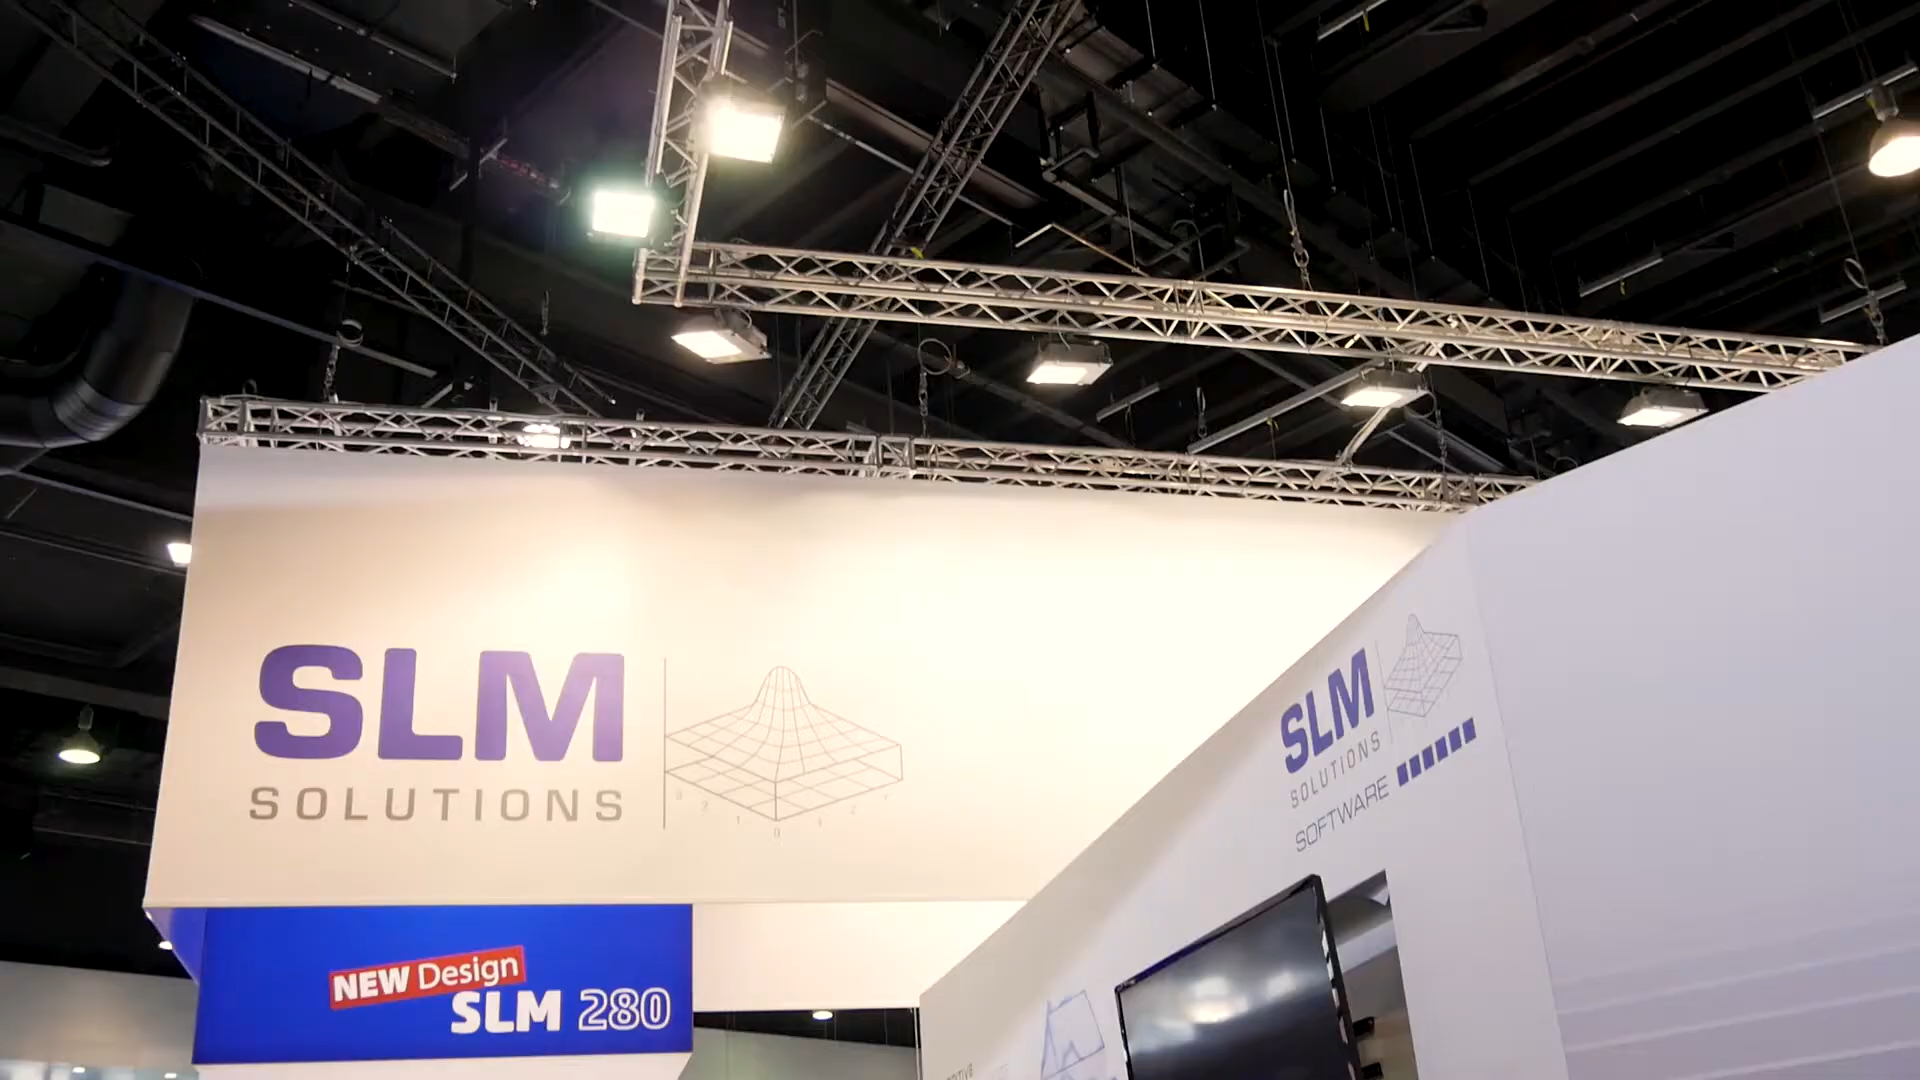 SLM
SOLUTIONS
NEW Design
SLM 280
SLM
SOLUTIONS
SOFTWARE